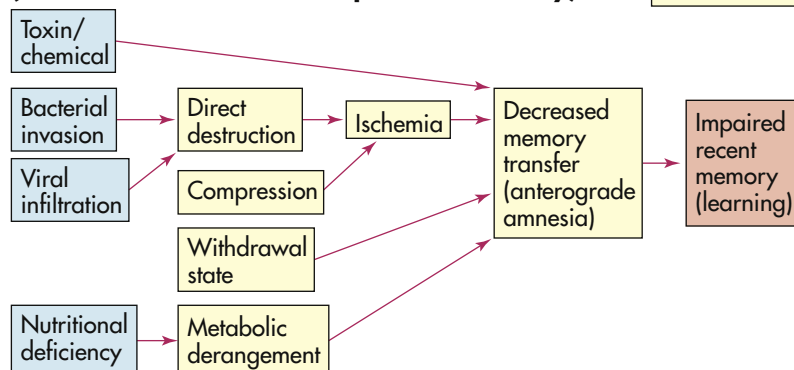 Toxin/
chemical
Bacterial
invasion
Viral
infiltration
Direct
destruction
Compression
Ischemia
Withdrawal
state
Nutritional
deficiency
Metabolic
derangement
Decreased
memory
transfer
(anterograde
amnesia)
Impaired
recent
memory
(learning)